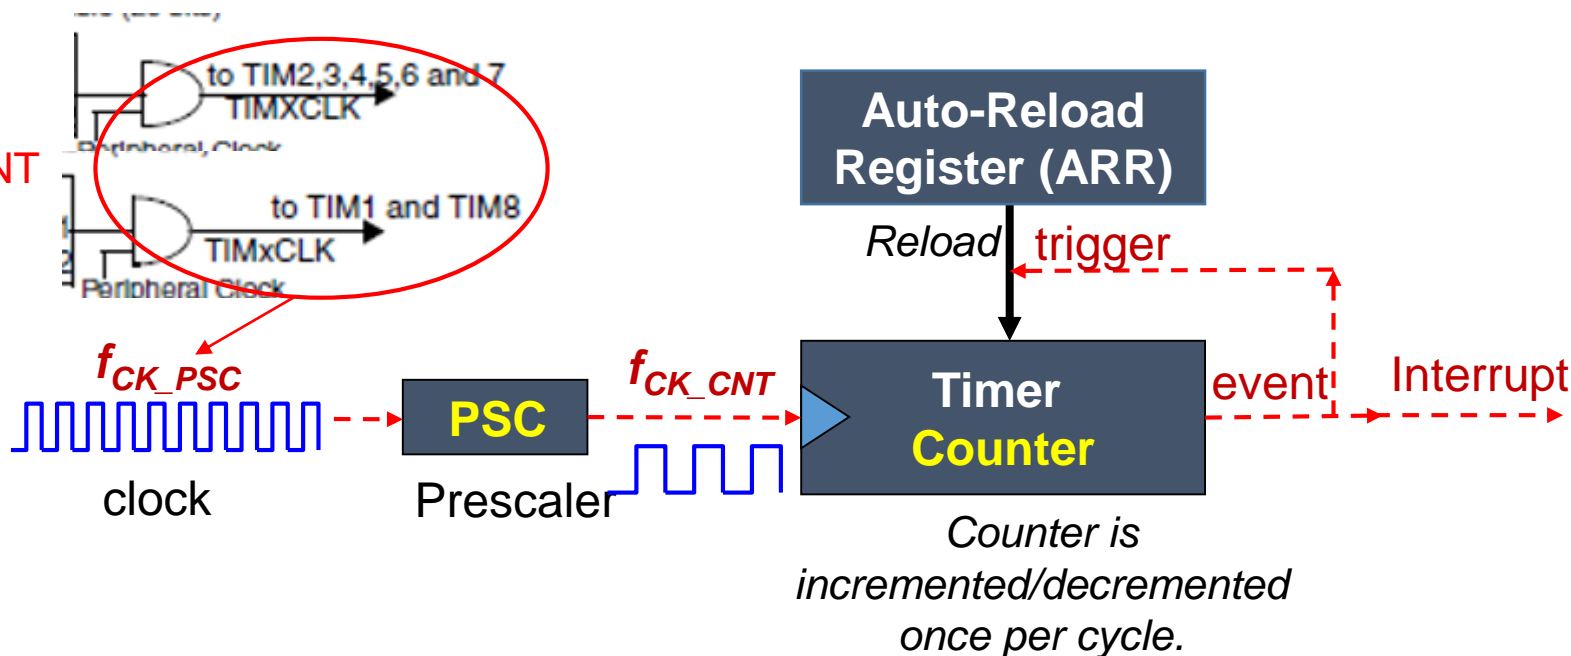 to TIM2,3,4,5,6 and 7
TIMXCLK
Peripheral Clock
NT
to TIM1 and TIM8
TIMxCLK
Peripheral Clock
1
2
Auto-Reload
Register (ARR)
Reload
trigger
fCK_PSC
clock
PSC
Prescaler
fCK_CNT
Timer
Counter
event
Interrupt
Counter is
incremented/decremented
once per cycle.